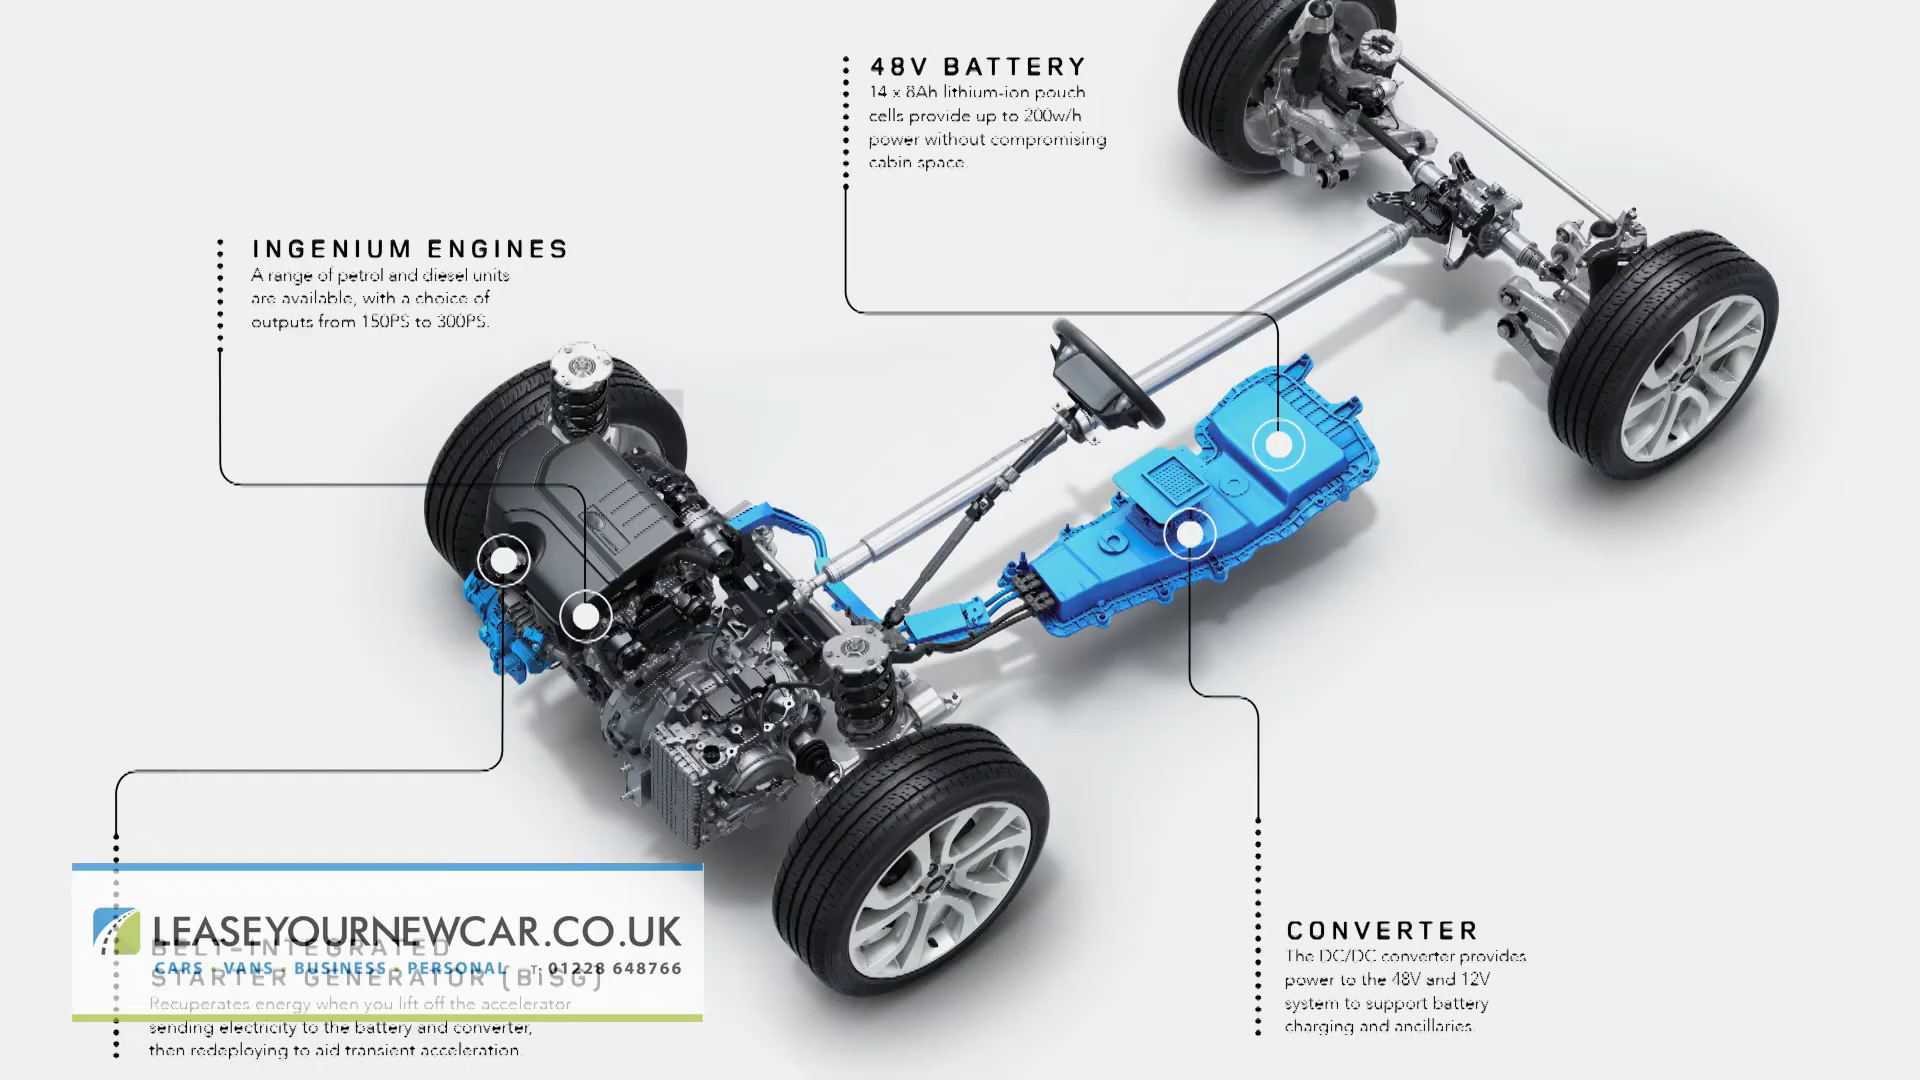 48V BATTERY
14 x 8Ah lithium-ion pouch
cells provide up to 200w/h
power without compromising
cabin space.
INGENIUM ENGINES
A range of petrol and diesel units
are available, with a choice of
outputs from 150PS to 300PS.
LEASEYOURNEWCAR.CO.UK
CARS - VANS - BUSINESS - PERSONAL T: 01228 648766
BELT-INTEGRATED
STARTER GENERATOR (BiSG)
Recuperates energy when you lift off the accelerator
sending electricity to the battery and converter,
then redeploying to aid transient acceleration.
CONVERTER
The DC/DC converter provides
power to the 48V and 12V
system to support battery
charging and ancillaries.